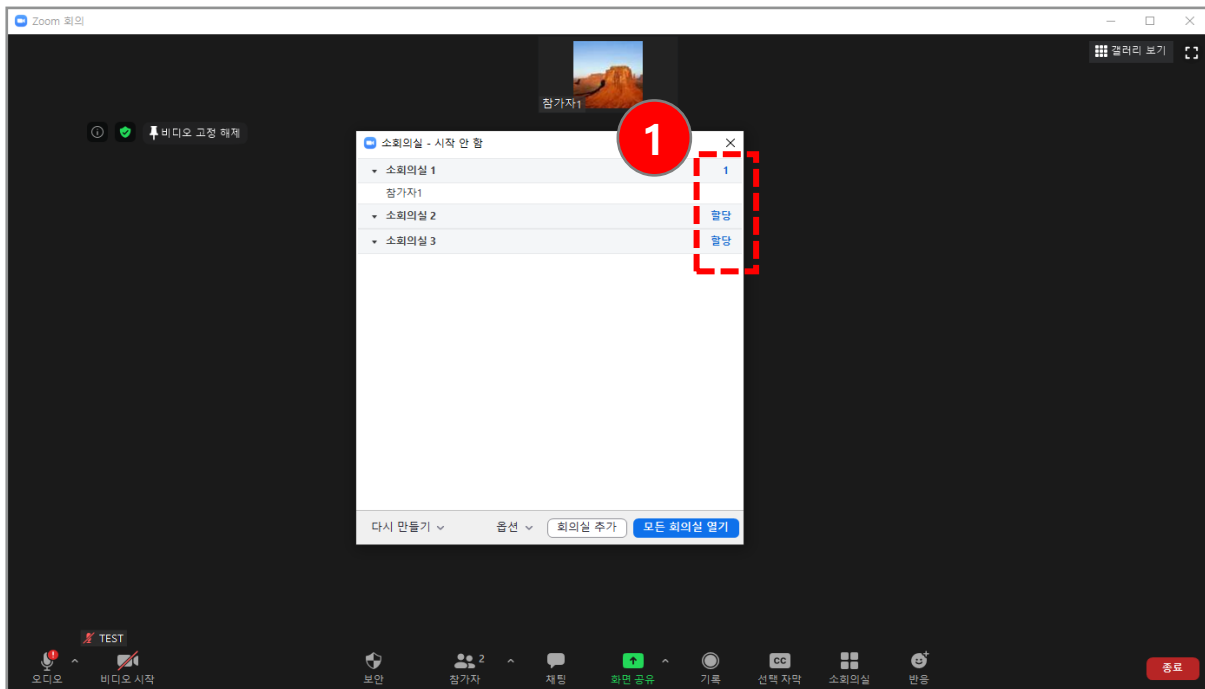 Zoom 회의
갤러리 보기
참가자1
비디오 고정 해제
1
소회의실 - 시작 안 함
소회의실 1
1
참가자1
소회의실 2
할당
소회의실 3
할당
다시 만들기
옵션
회의실 추가
모든 회의실 열기
TEST
오디오
비디오 시작
보안
2
참가자
채팅
화면 공유
기록
CC
선택 자막
소회의실
반응
종료